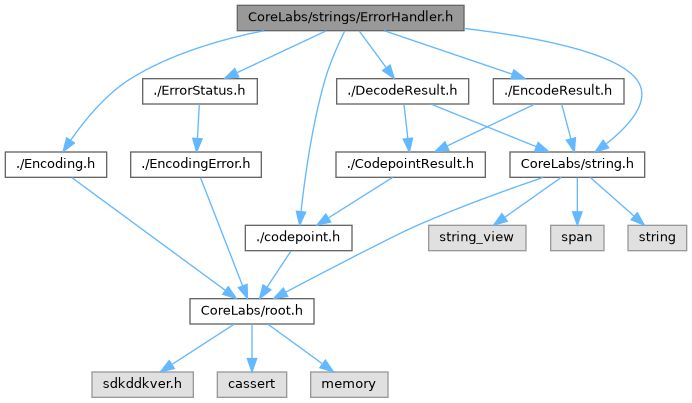 CoreLabs/strings/ErrorHandler.h
./ErrorStatus.h
./DecodeResult.h
./EncodeResult.h
./Encoding.h
./EncodingError.h
./CodepointResult.h
CoreLabs/string.h
./codepoint.h
string_view
span
string
CoreLabs/root.h
sdkddkver.h
cassert
memory